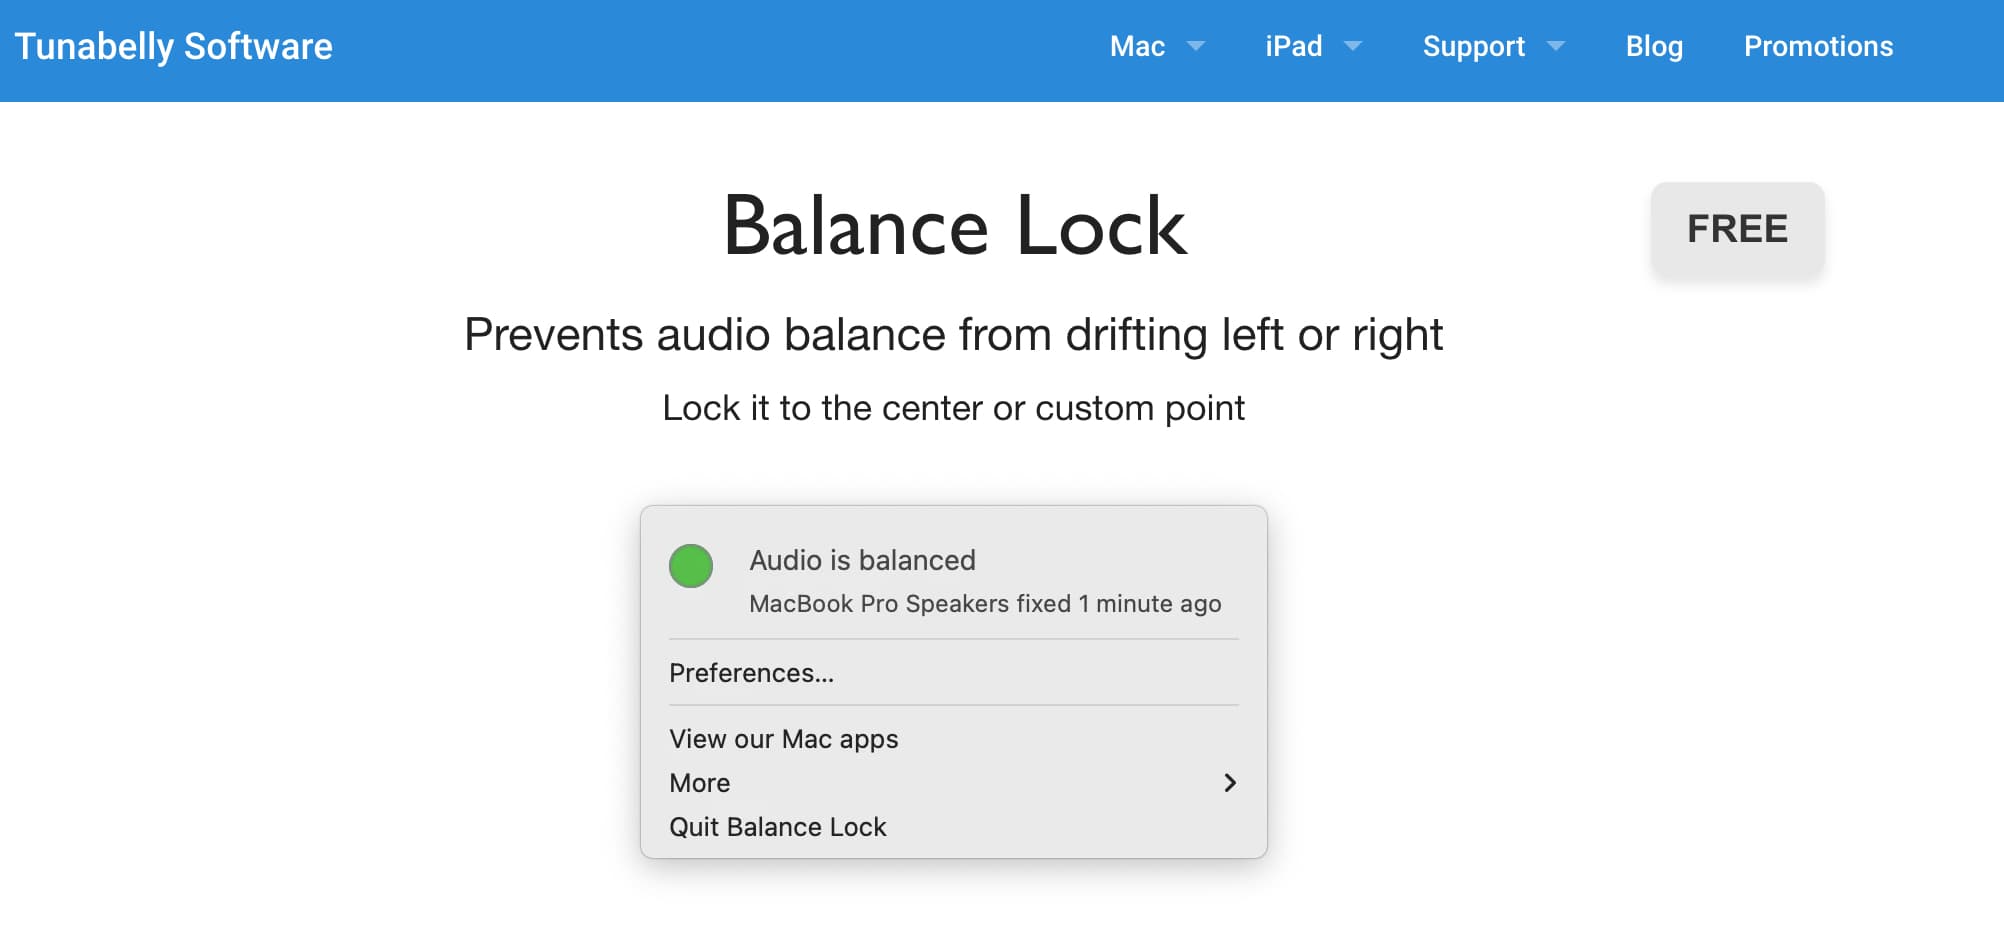 Tunabelly Software Mac iPad Support Blog Promotions
Balance Lock
FREE
Prevents audio balance from drifting left or right
Lock it to the center or custom point
Audio is balanced
MacBook Pro Speakers fixed 1 minute ago
Preferences...
View our Mac apps
More
Quit Balance Lock